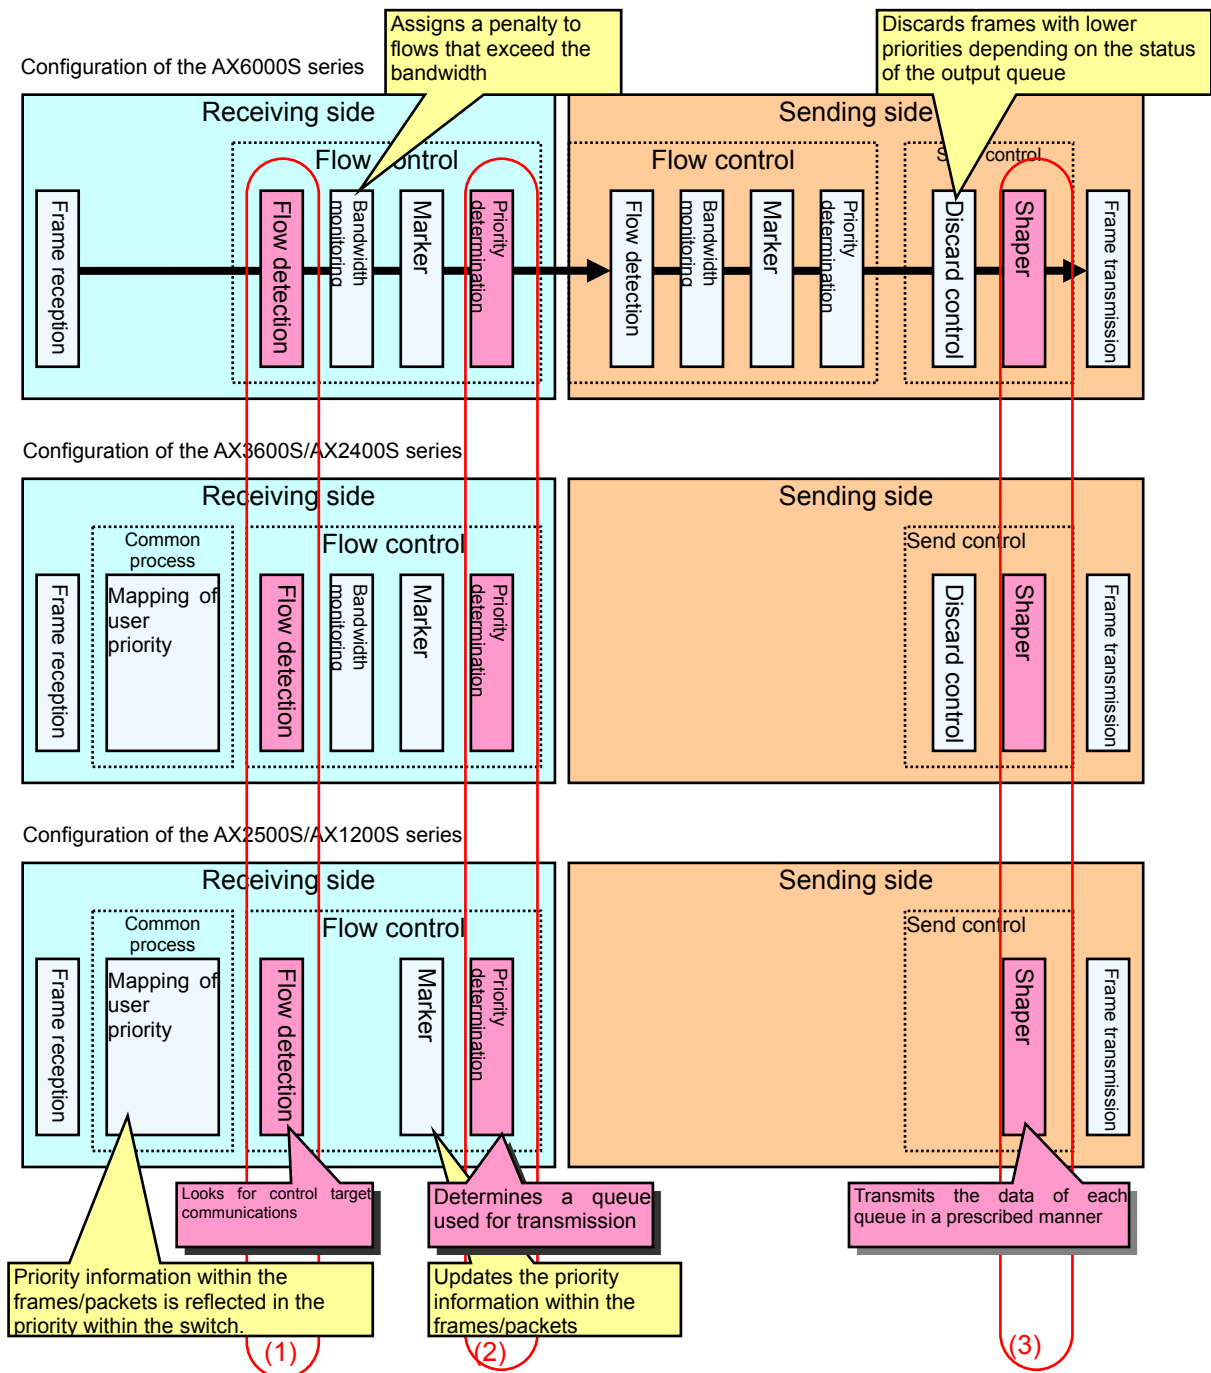 Assigns a penalty to
flows that exceed the
bandwidth
Discards frames with lower
priorities depending on the status
of the output queue
Configuration of the AX6000S series
Receiving side
Sending side
Flow control
Flow control
control
Frame reception
Flow detection
Bandwidth
monitoring
Marker
Priority
determination
Flow detection
Bandwidth
monitoring
Marker
Priority
determination
Discard control
Shaper
Frame transmission
Configuration of the AX3600S/AX2400S series
Receiving side
Sending side
Common
process
Flow control
Send control
Frame reception
Mapping of
user
priority
Flow detection
Bandwidth
monitoring
Marker
Priority
determination
Discard control
Shaper
Frame transmission
Configuration of the AX2500S/AX1200S series
Receiving side
Sending side
Common
process
Flow control
Send control
Frame reception
Mapping of
user
priority
Flow detection
Marker
Priority
determination
Shaper
Frame transmission
Looks for control target
communications
Determines a queue
used for transmission
Transmits the data of each
queue in a prescribed manner
Priority information within the
frames/packets is reflected in the
priority within the switch.
Updates the priority
information within the
frames/packets
(1)
(2)
(3)